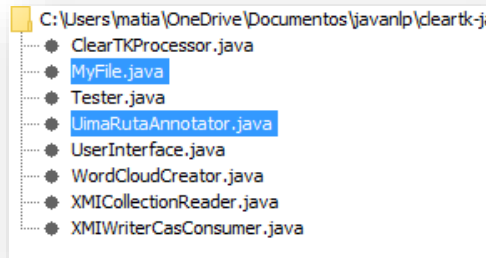 C:\Users\matia\OneDrive\Documentos\javanlp\cleartk-ja
ClearTKProcessor.java
MyFile.java
Tester.java
UimaRutaAnnotator.java
UserInterface.java
WordCloudCreator.java
XMICollectionReader.java
XMIWriterCasConsumer.java